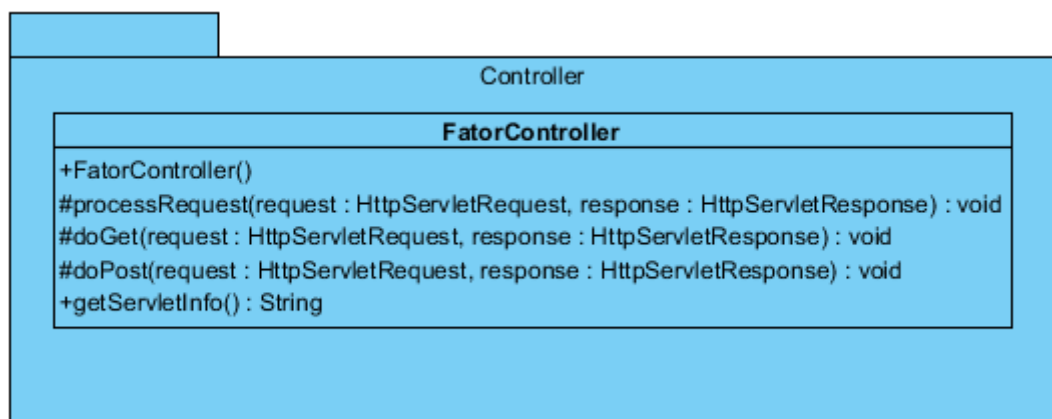 Controller
FatorController
+FatorController()
#processRequest(request : HttpServletRequest, response : HttpServletResponse) : void
#doGet(request : HttpServletRequest, response : HttpServletResponse) : void
#doPost(request : HttpServletRequest, response : HttpServletResponse) : void
+getServletInfo() : String